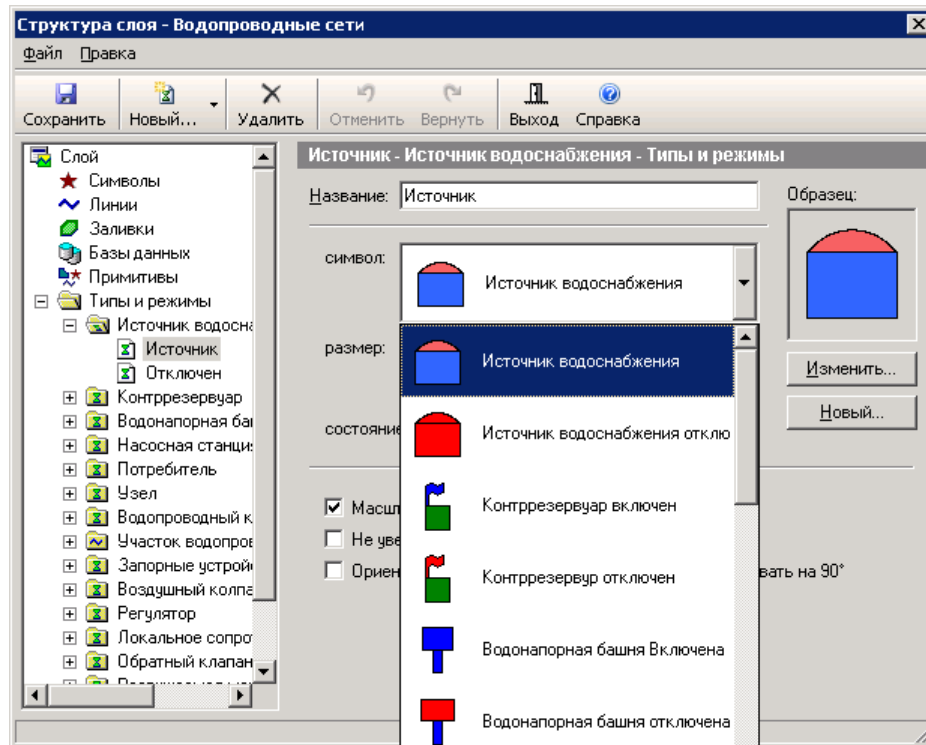 Структура слоя - Водопроводные сети
Файл Правка
Сохранить Новый... Удалить Отменить Вернуть Выход Справка
Слой
Символы
Линии
Заливки
Базы данных
Примитивы
Типы и режимы
Источник водосна
Источник
Отключен
Контррезервуар
Водонапорная ба
Насосная станци
Потребитель
Узел
Водопроводный к
Участок водопров
Запорные устрой
Воздушный колпа
Регулятор
Локальное сопро
Обратный клапан
Источник - Источник водоснабжения - Типы и режимы
Название: Источник
Образец:
символ:
Источник водоснабжения
размер:
Источник водоснабжения
Изменить...
Новый...
состояние
Источник водоснабжения отклю
Масш
Контррезервуар включен
Не уве
Ориен
вать на 90°
Контррезервур отключен
Водонапорная башня Включена
Водонапорная башня отключена